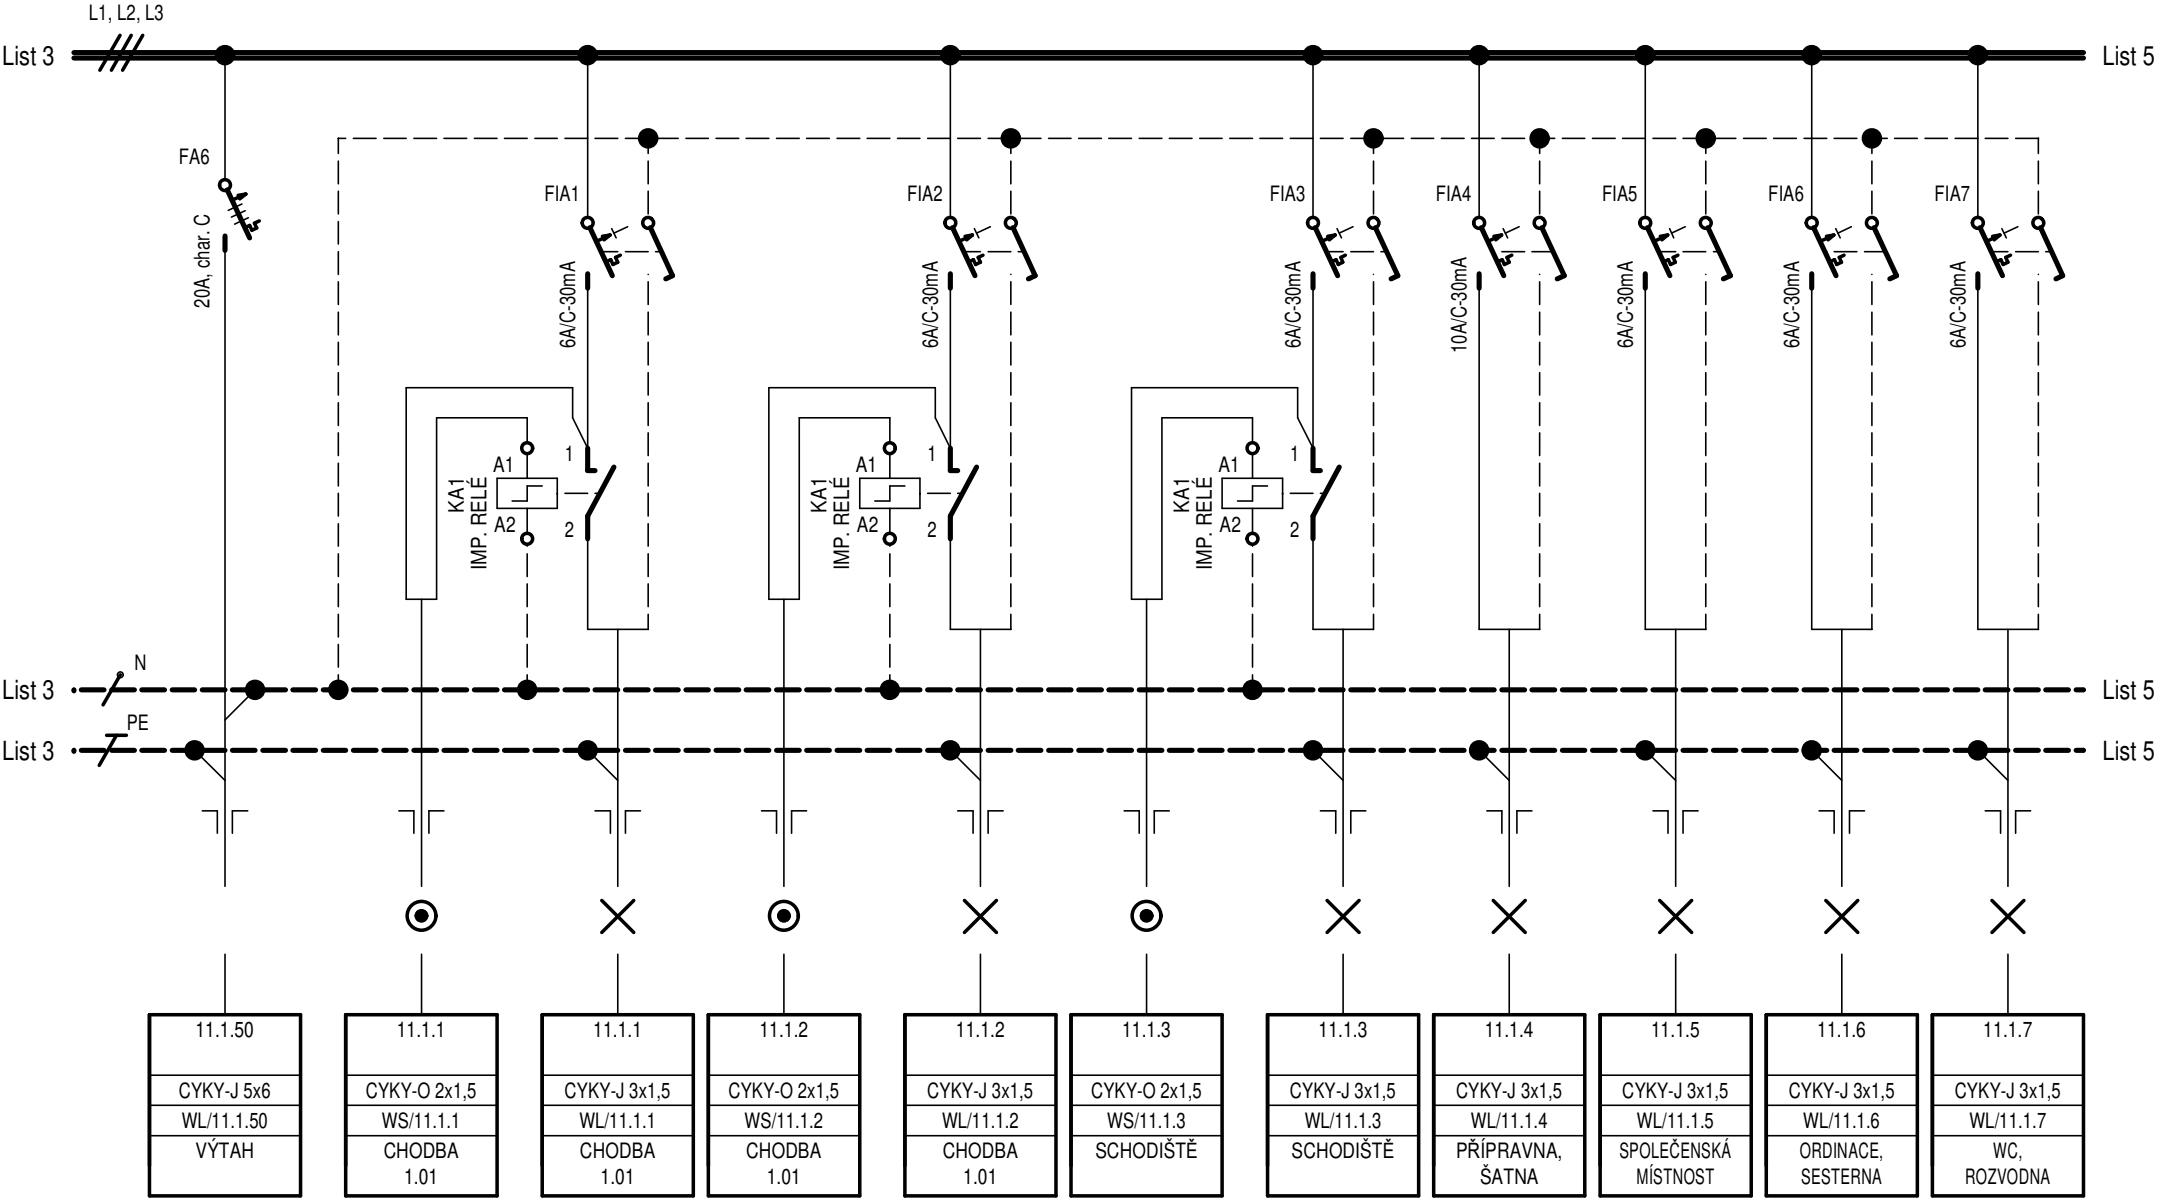 L1, L2, L3
List 3
List 5
FA6
20A, char. C
FIA1
6A/C-30mA
FIA2
6A/C-30mA
FIA3
6A/C-30mA
FIA4
10A/C-30mA
FIA5
6A/C-30mA
FIA6
6A/C-30mA
FIA7
6A/C-30mA
KA1
IMP. RELÉ
A1
A2
1
2
KA1
IMP. RELÉ
A1
A2
1
2
KA1
IMP. RELÉ
A1
A2
1
2
List 3
N
List 5
List 3
PE
List 5
11.1.50
CYKY-J 5x6
WL/11.1.50
VÝTAH
11.1.1
CYKY-O 2x1,5
WS/11.1.1
CHODBA
1.01
11.1.1
CYKY-J 3x1,5
WL/11.1.1
CHODBA
1.01
11.1.2
CYKY-O 2x1,5
WS/11.1.2
CHODBA
1.01
11.1.2
CYKY-J 3x1,5
WL/11.1.2
CHODBA
1.01
11.1.3
CYKY-O 2x1,5
WS/11.1.3
SCHODIŠTĚ
11.1.3
CYKY-J 3x1,5
WL/11.1.3
SCHODIŠTĚ
11.1.4
CYKY-J 3x1,5
WL/11.1.4
PŘÍPRAVNA,
ŠATNA
11.1.5
CYKY-J 3x1,5
WL/11.1.5
SPOLEČENSKÁ
MÍSTNOST
11.1.6
CYKY-J 3x1,5
WL/11.1.6
ORDINACE,
SESTERNA
11.1.7
CYKY-J 3x1,5
WL/11.1.7
WC,
ROZVODNA